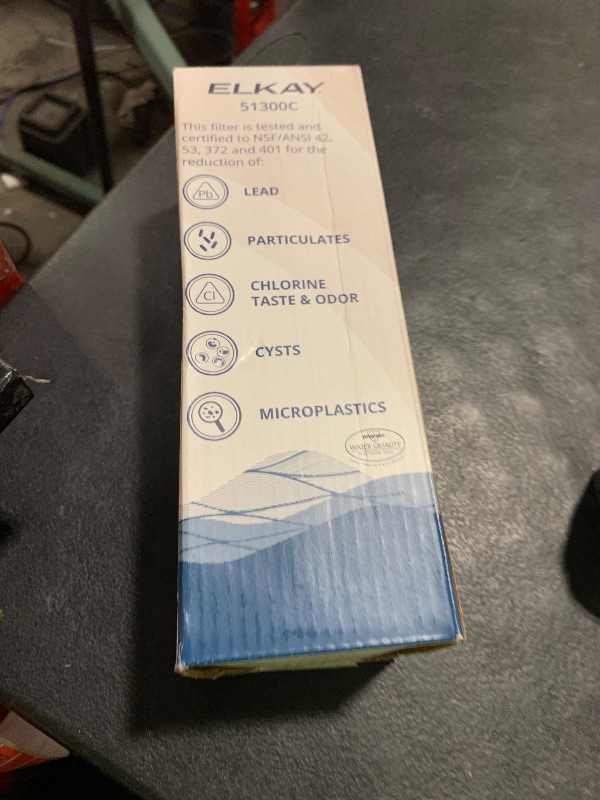 ELKAY
51300C
This filter is tested and
certified to NSF/ANSI 42,
53, 372 and 401 for the
reduction of:
Pb
LEAD
PARTICULATES
Cl
CHLORINE
TASTE & ODOR
CYSTS
MICROPLASTICS
WATER QUALITY